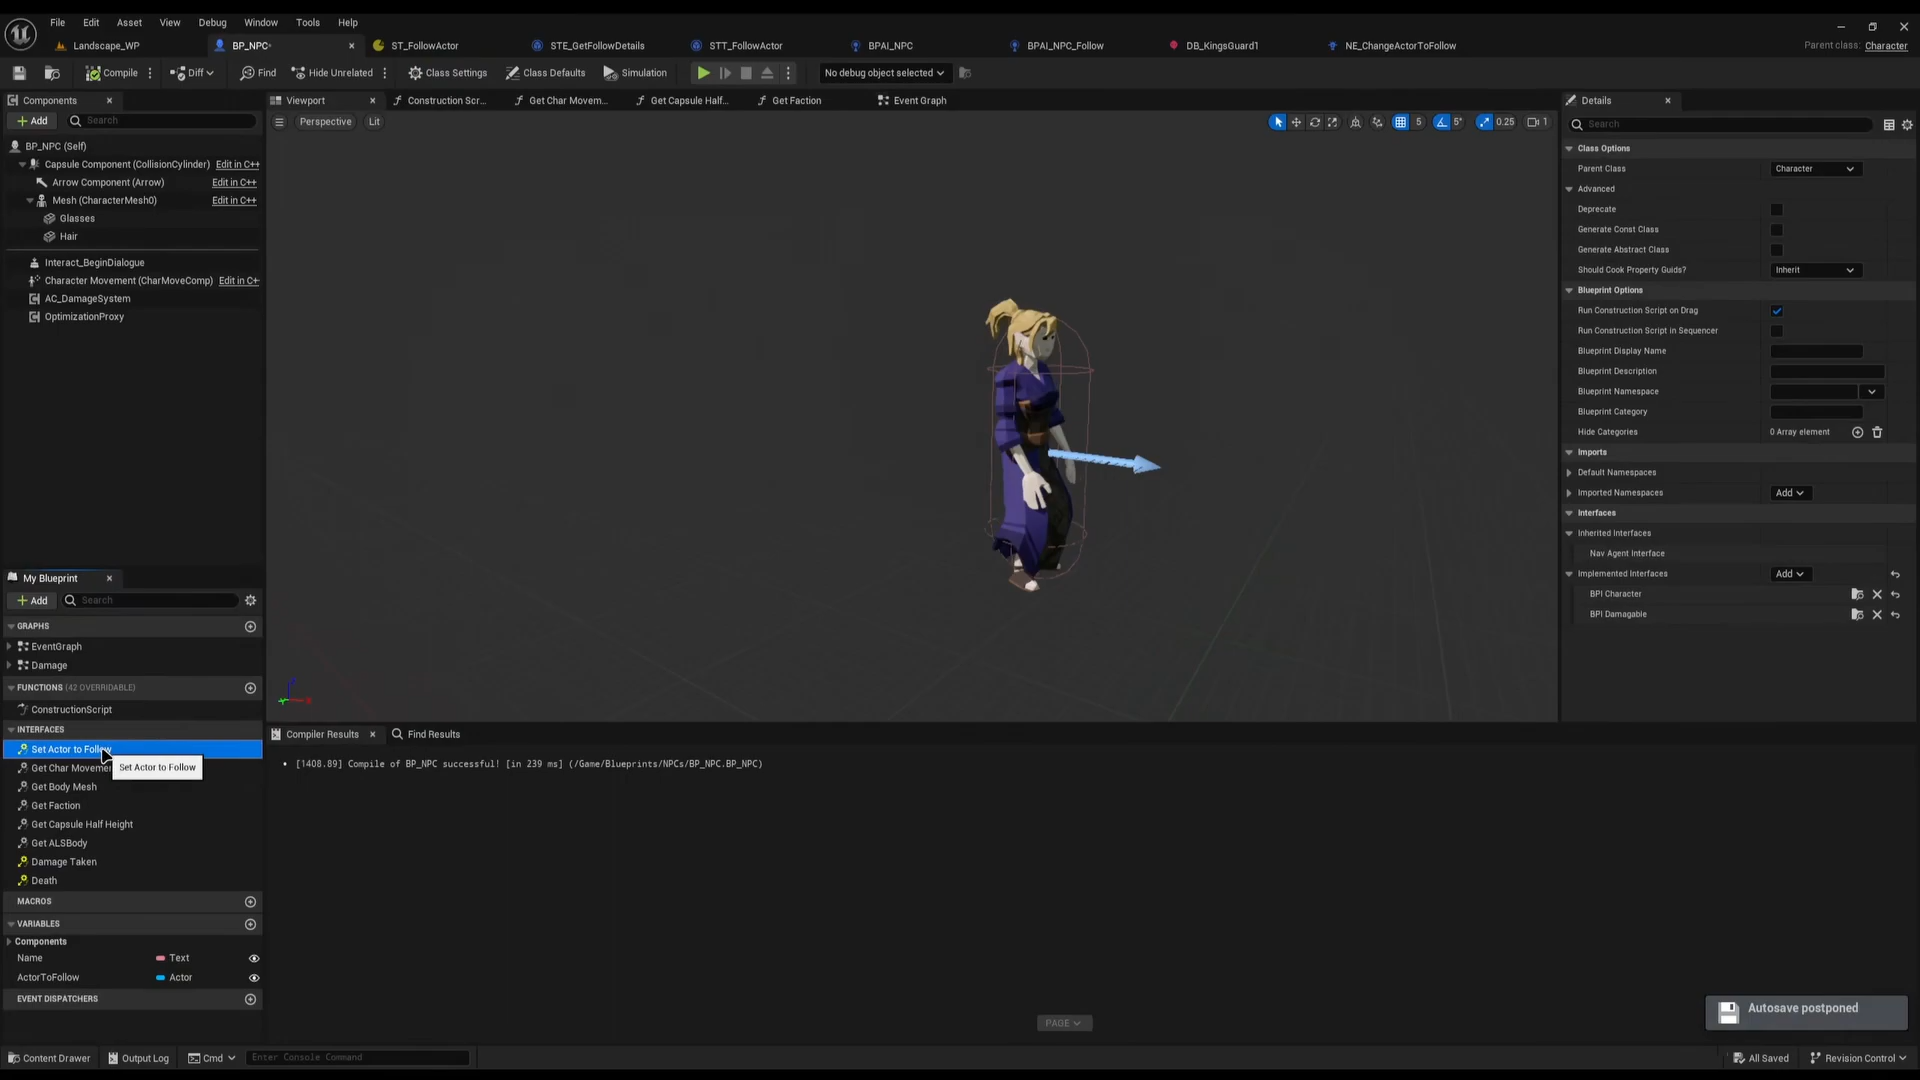 File Edit Asset View Debug Window Tools Help
Landscape_WP BP_NPC• ST_FollowActor STE_GetFollowDetails STT_FollowActor BPAI_NPC BPAI_NPC_Follow DB_KingsGuard1 NE_ChangeActorToFollow Parent class: Character
Compile Diff Find Hide Unrelated Class Settings Class Defaults Simulation No debug object selected
Components Viewport Construction Scr... Get Char Movem... Get Capsule Half... Get Faction Event Graph Details
Add Search Perspective Lit 5 5° 0.25 1 Search
BP_NPC (Self)
Capsule Component (CollisionCylinder) Edit in C++
Arrow Component (Arrow) Edit in C++
Mesh (CharacterMesh0) Edit in C++
Glasses
Hair
Interact_BeginDialogue
Character Movement (CharMoveComp) Edit in C+
AC_DamageSystem
OptimizationProxy
Class Options
Parent Class Character
Advanced
Deprecate
Generate Const Class
Generate Abstract Class
Should Cook Property Guids? Inherit
Blueprint Options
Run Construction Script on Drag
Run Construction Script in Sequencer
Blueprint Display Name
Blueprint Description
Blueprint Namespace
Blueprint Category
Hide Categories 0 Array element
Imports
Default Namespaces
Imported Namespaces Add
Interfaces
Inherited Interfaces
Nav Agent Interface
Implemented Interfaces Add
BPI Character
BPI Damagable
My Blueprint
Add Search
GRAPHS
EventGraph
Damage
FUNCTIONS (42 OVERRIDABLE)
ConstructionScript
INTERFACES
Set Actor to Follow
Get Char Movemen
Set Actor to Follow
Get Body Mesh
Get Faction
Get Capsule Half Height
Get ALSBody
Damage Taken
Death
MACROS
VARIABLES
Components
Name Text
ActorToFollow Actor
EVENT DISPATCHERS
Compiler Results Find Results
• [1408.89] Compile of BP_NPC successful! [in 239 ms] (/Game/Blueprints/NPCs/BP_NPC.BP_NPC)
PAGE
Autosave postponed
Content Drawer Output Log Cmd Enter Console Command All Saved Revision Control